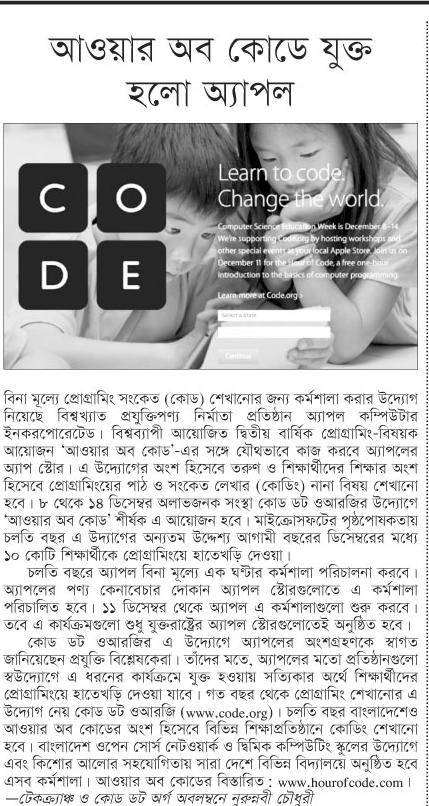 আওয়ার অব কোডে যুক্ত
হলো অ্যাপল
C O
D E
Learn to code.
Change the world.
Computer Science Education Week is December 8-14.
We're supporting Code.org by hosting workshops and
other special events at your local Apple Store. Join us on
December 11 for the Hour of Code, a free one-hour
introduction to the basics of computer programming.
Learn more at Code.org ›
Select a State
Continue
বিনা মূল্যে প্রোগ্রামিং সংকেত (কোড) শেখানোর জন্য কর্মশালা করার উদ্যোগ
নিয়েছে বিশ্বখ্যাত প্রযুক্তিপণ্য নির্মাতা প্রতিষ্ঠান অ্যাপল কম্পিউটার
ইনকরপোরেটেড। বিশ্বব্যাপী আয়োজিত দ্বিতীয় বার্ষিক প্রোগ্রামিং-বিষয়ক
আয়োজন ‘আওয়ার অব কোড’-এর সঙ্গে যৌথভাবে কাজ করবে অ্যাপলের
অ্যাপ স্টোর। এ উদ্যোগের অংশ হিসেবে তরুণ ও শিক্ষার্থীদের শিক্ষার অংশ
হিসেবে প্রোগ্রামিংয়ের পাঠ ও সংকেত লেখার (কোডিং) নানা বিষয় শেখানো
হবে। ৮ থেকে ১৪ ডিসেম্বর অলাভজনক সংস্থা কোড ডট ওআরজির উদ্যোগে
‘আওয়ার অব কোড’ শীর্ষক এ আয়োজন হবে। মাইক্রোসফটের পৃষ্ঠপোষকতায়
চলতি বছর এ উদ্যাগের অন্যতম উদ্দেশ্য আগামী বছরের ডিসেম্বরের মধ্যে
১০ কোটি শিক্ষার্থীকে প্রোগ্রামিংয়ে হাতেখড়ি দেওয়া।
চলতি বছরে অ্যাপল বিনা মূল্যে এক ঘণ্টার কর্মশালা পরিচালনা করবে।
অ্যাপলের পণ্য কেনাবেচার দোকান অ্যাপল স্টোরগুলোতে এ কর্মশালা
পরিচালিত হবে। ১১ ডিসেম্বর থেকে অ্যাপল এ কর্মশালাগুলো শুরু করবে।
তবে এ কার্যক্রমগুলো শুধু যুক্তরাষ্ট্রের অ্যাপল স্টোরগুলোতেই অনুষ্ঠিত হবে।
কোড ডট ওআরজির এ উদ্যোগে অ্যাপলের অংশগ্রহণকে স্বাগত
জানিয়েছেন প্রযুক্তি বিশ্লেষকেরা। তাঁদের মতে, অ্যাপলের মতো প্রতিষ্ঠানগুলো
স্বউদ্যোগে এ ধরনের কার্যক্রমে যুক্ত হওয়ায় সত্যিকার অর্থে শিক্ষার্থীদের
প্রোগ্রামিংয়ে হাতেখড়ি দেওয়া যাবে। গত বছর থেকে প্রোগ্রামিং শেখানোর এ
উদ্যোগ নেয় কোড ডট ওআরজি (www.code.org)। চলতি বছর বাংলাদেশেও
আওয়ার অব কোডের অংশ হিসেবে বিভিন্ন শিক্ষাপ্রতিষ্ঠানে কোডিং শেখানো
হবে। বাংলাদেশ ওপেন সোর্স নেটওয়ার্ক ও দ্বিমিক কম্পিউটিং স্কুলের উদ্যোগে
এবং কিশোর আলোর সহযোগিতায় সারা দেশে বিভিন্ন বিদ্যালয়ে অনুষ্ঠিত হবে
এসব কর্মশালা। আওয়ার অব কোডের বিস্তারিত : www.hourofcode.com।
—টেকক্র্যাঞ্চ ও কোড ডট অর্গ অবলম্বনে নুরুন্নবী চৌধুরী